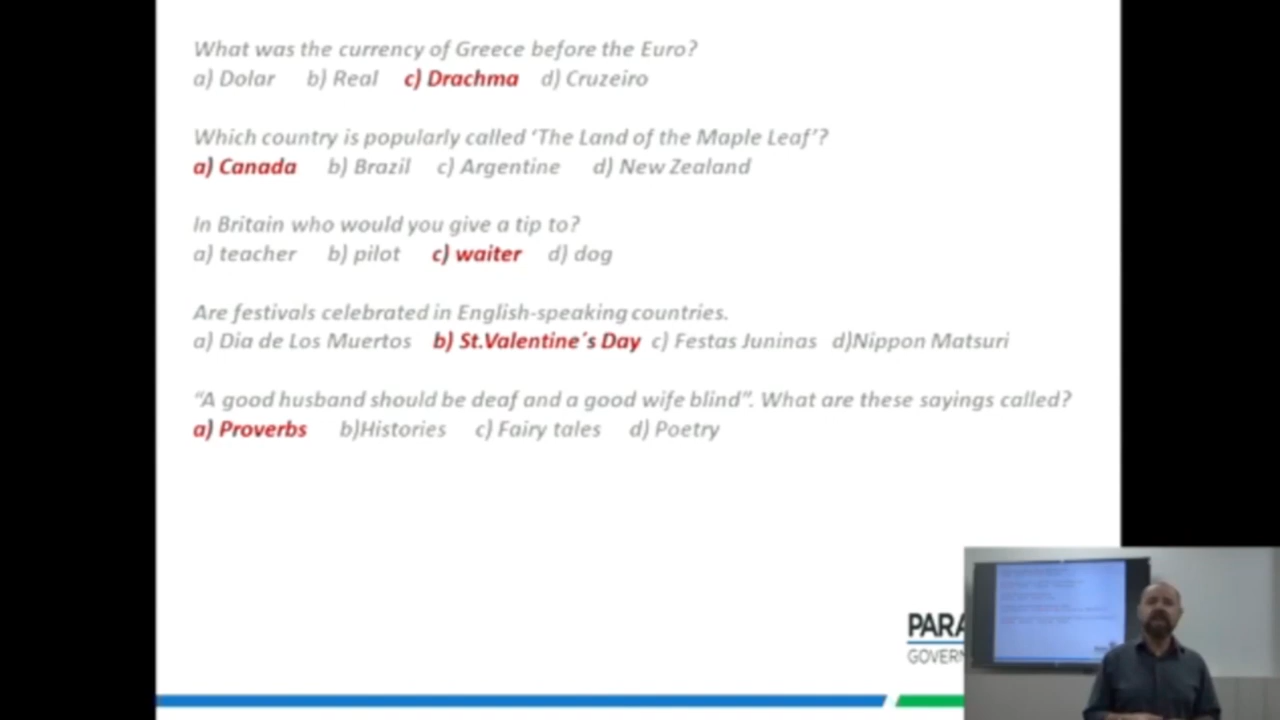 What was the currency of Greece before the Euro?
a) Dolar b) Real c) Drachma d) Cruzeiro
Which country is popularly called ‘The Land of the Maple Leaf’?
a) Canada b) Brazil c) Argentine d) New Zealand
In Britain who would you give a tip to?
a) teacher b) pilot c) waiter d) dog
Are festivals celebrated in English-speaking countries.
a) Dia de Los Muertos b) St.Valentine´s Day c) Festas Juninas d)Nippon Matsuri
“A good husband should be deaf and a good wife blind”. What are these sayings called?
a) Proverbs b)Histories c) Fairy tales d) Poetry